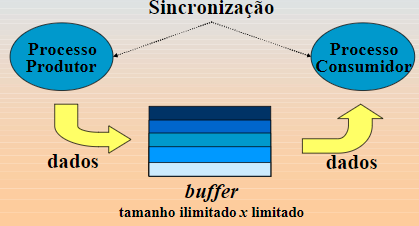 Sincronização
Processo
Produtor
Processo
Consumidor
dados
dados
buffer
tamanho ilimitado x limitado